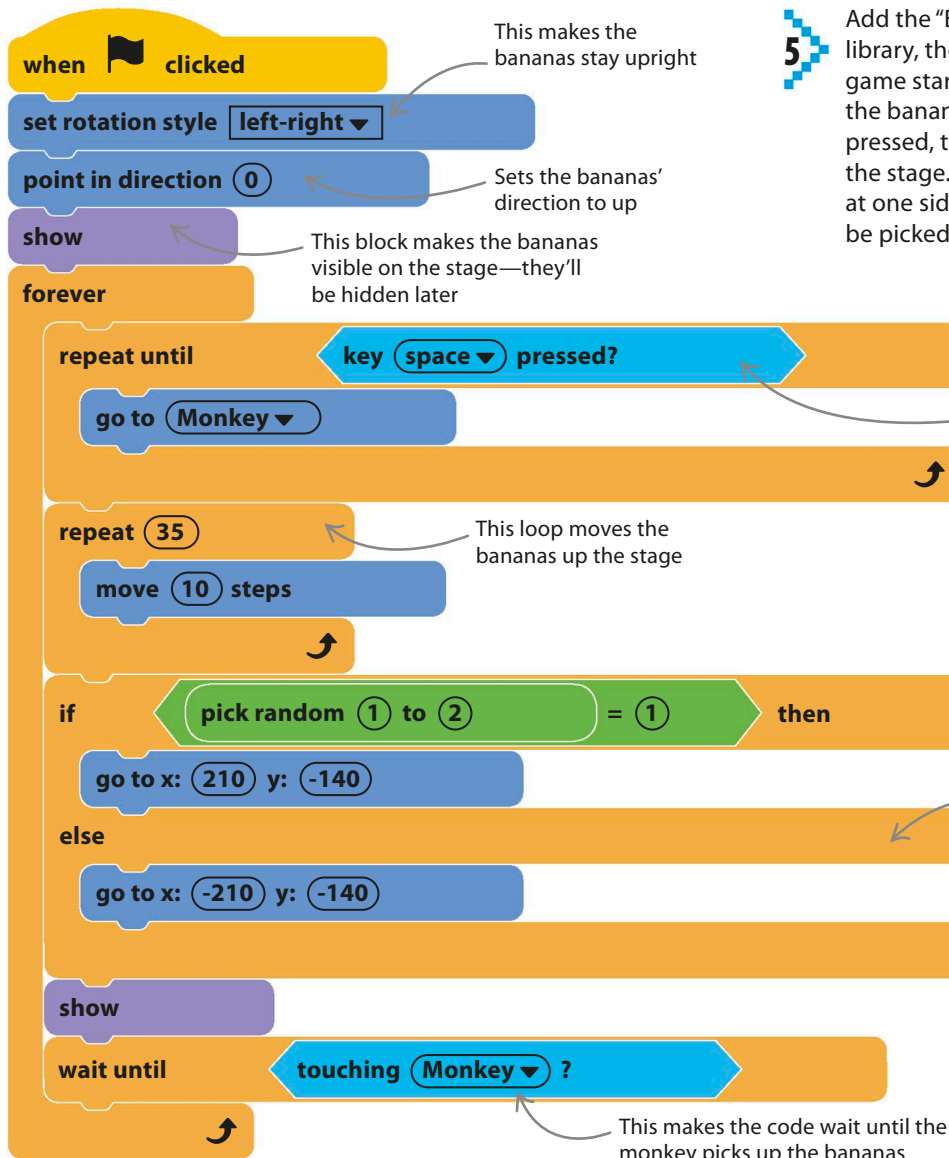 when clicked
This makes the
bananas stay upright
set rotation style left-right
point in direction 0
Sets the bananas’
direction to up
show
This block makes the bananas
visible on the stage—they’ll
be hidden later
5
Add the “
library, the
game star
the banan
pressed, t
the stage.
at one sid
be picked
forever
repeat until key space pressed?
go to Monkey
repeat 35
This loop moves the
bananas up the stage
move 10 steps
if pick random 1 to 2 = 1 then
go to x: 210 y: -140
else
go to x: -210 y: -140
show
wait until touching Monkey ?
This makes the code wait until the
monkey picks up the bananas